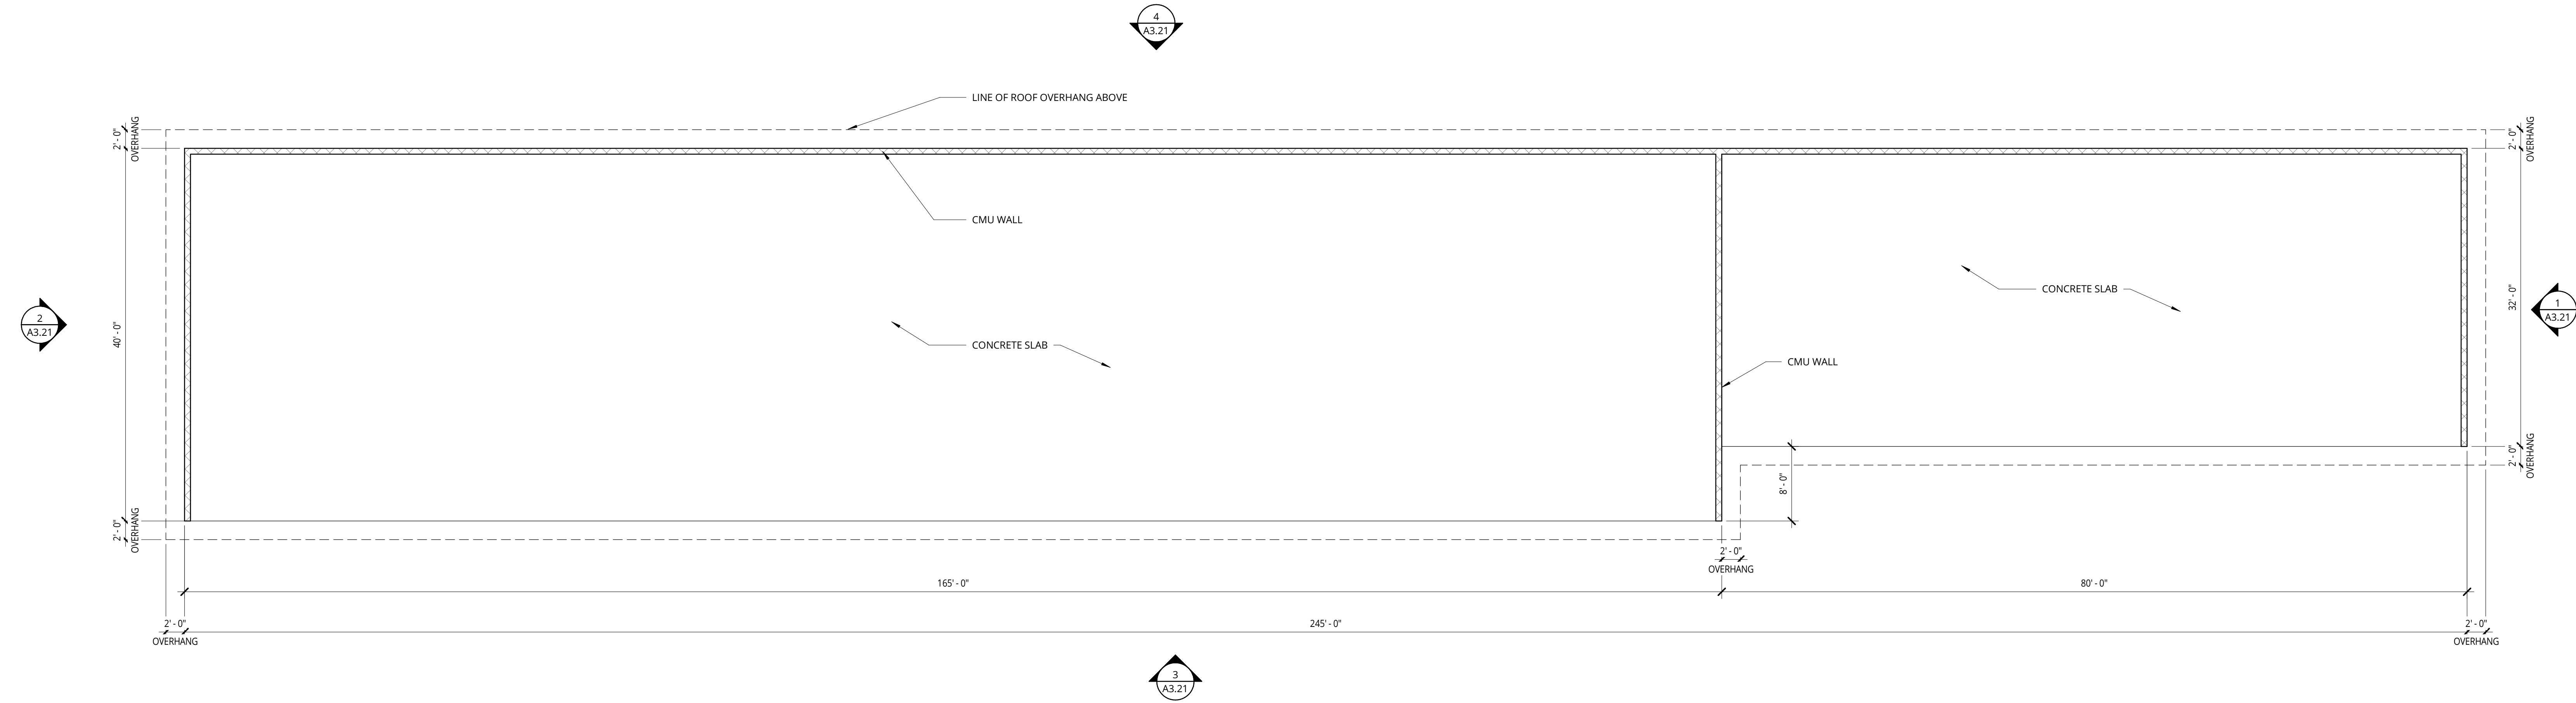 4
A3.21
LINE OF ROOF OVERHANG ABOVE
2' - 0"
OVERHANG
2' - 0"
OVERHANG
CMU WALL
CONCRETE SLAB
32' - 0"
1
A3.21
2
A3.21
40' - 0"
CONCRETE SLAB
CMU WALL
2' - 0"
OVERHANG
8' - 0"
2' - 0"
OVERHANG
2' - 0"
OVERHANG
165' - 0"
80' - 0"
2' - 0"
OVERHANG
245' - 0"
2' - 0"
OVERHANG
3
A3.21